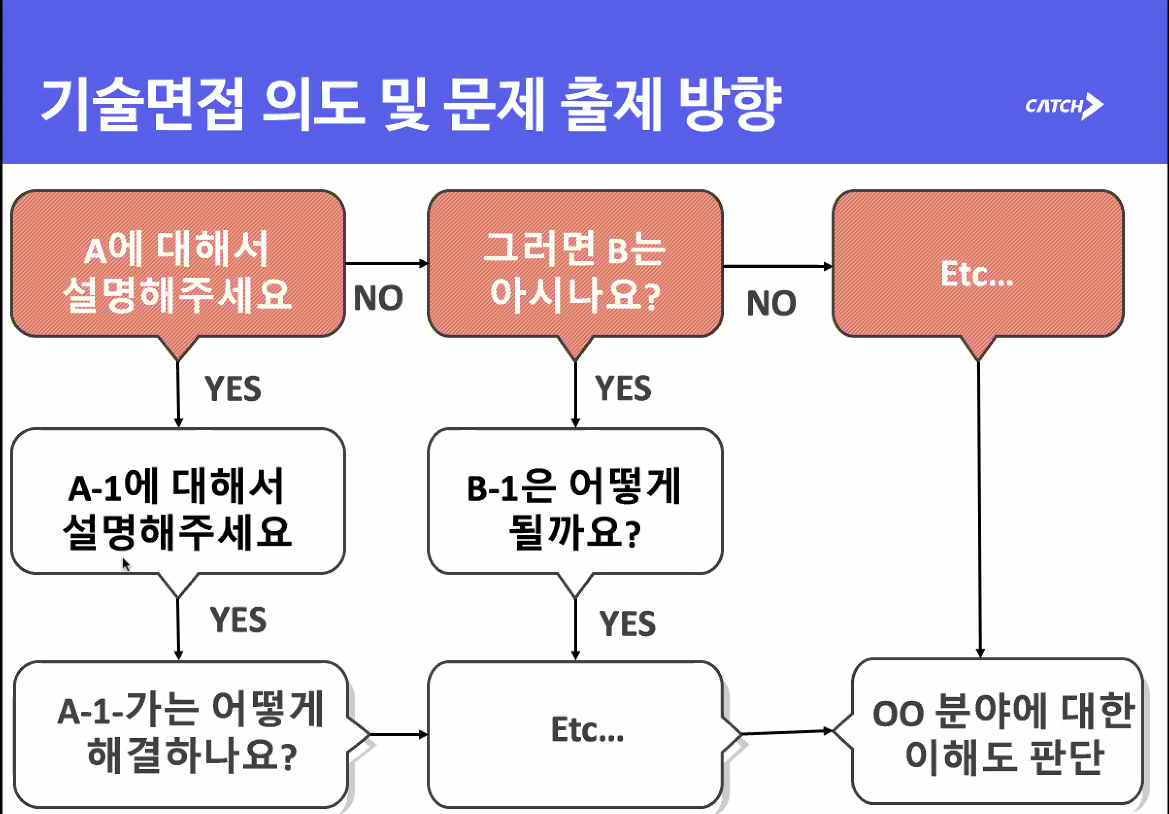 기술면접 의도 및 문제 출제 방향
CATCH
A에 대해서
설명해주세요
NO
그러면 B는
아시나요?
NO
Etc...
YES
YES
A-1에 대해서
설명해주세요
B-1은 어떻게
될까요?
YES
YES
A-1-가는 어떻게
해결하나요?
Etc...
OO 분야에 대한
이해도 판단